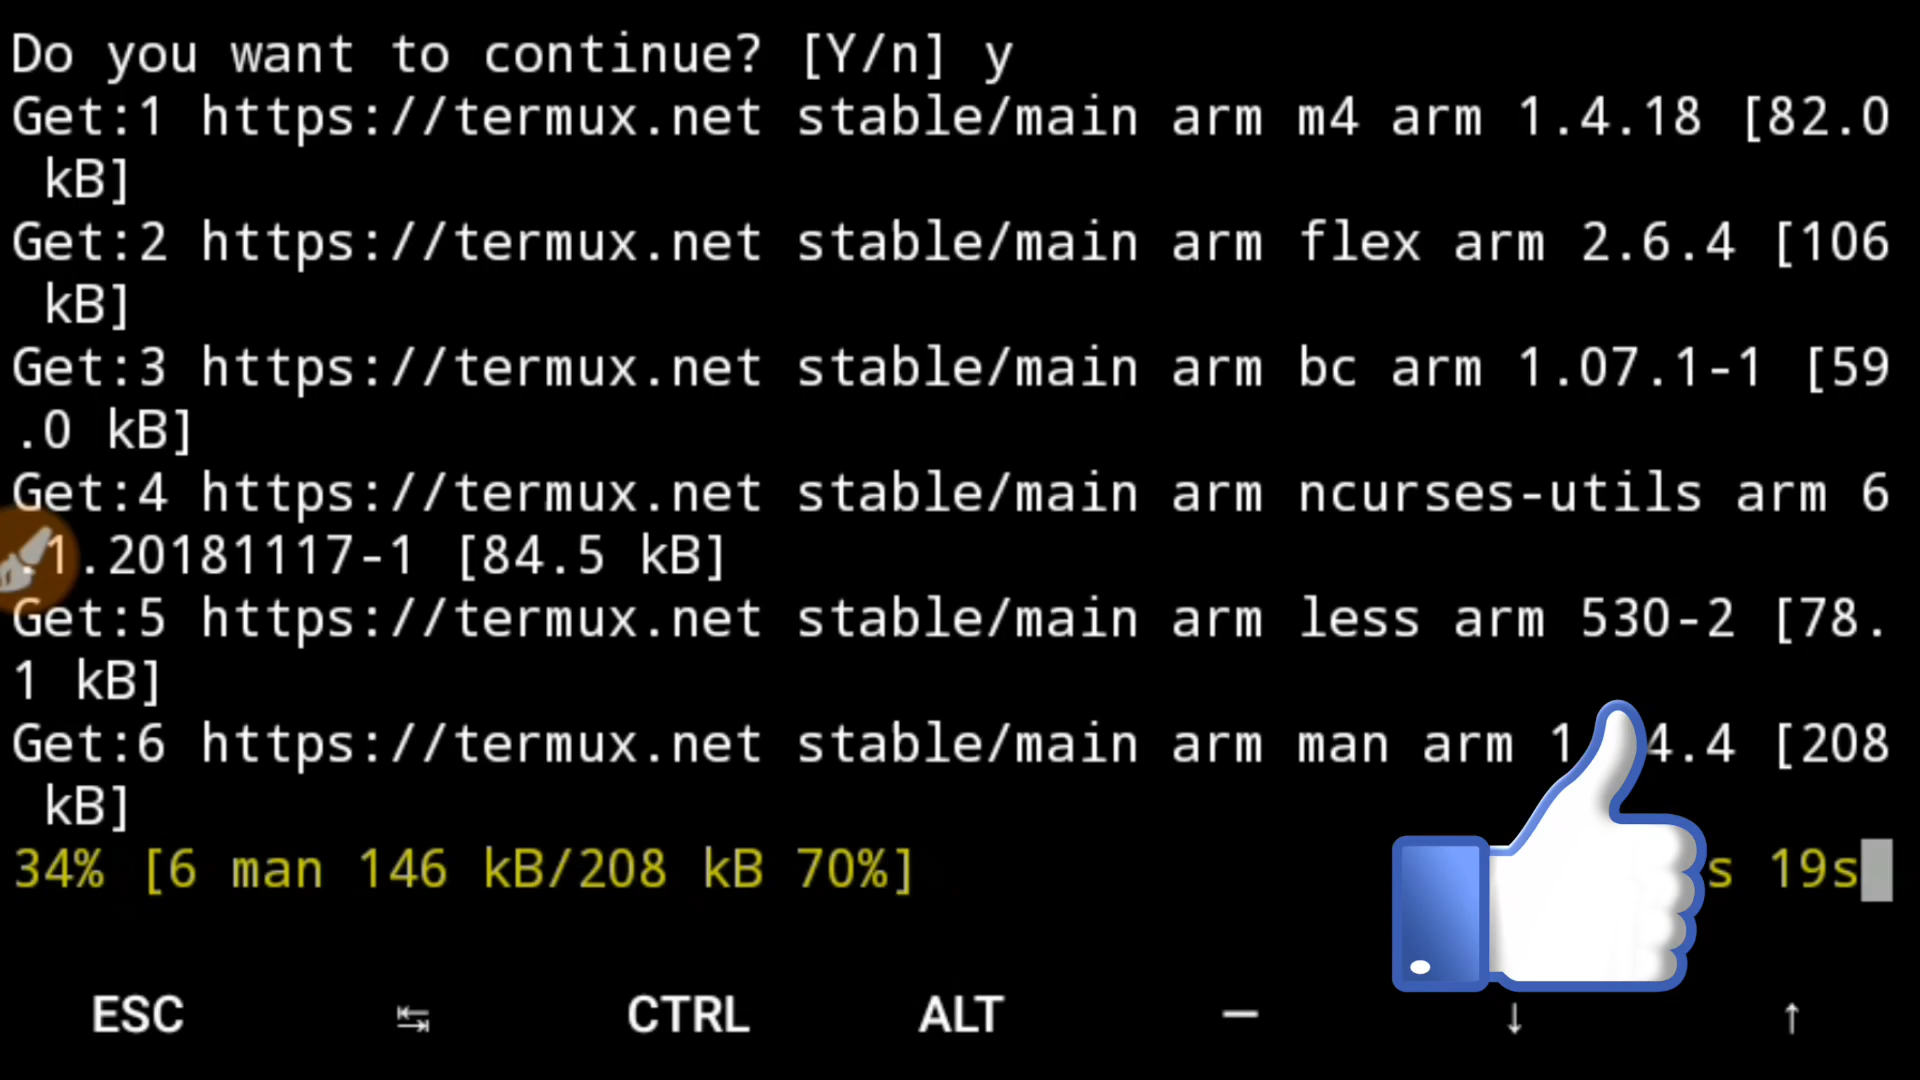 Do you want to continue? [Y/n] y
Get:1 https://termux.net stable/main arm m4 arm 1.4.18 [82.0
kB]
Get:2 https://termux.net stable/main arm flex arm 2.6.4 [106
kB]
Get:3 https://termux.net stable/main arm bc arm 1.07.1-1 [59
.0 kB]
Get:4 https://termux.net stable/main arm ncurses-utils arm 6
.1.20181117-1 [84.5 kB]
Get:5 https://termux.net stable/main arm less arm 530-2 [78.
1 kB]
Get:6 https://termux.net stable/main arm man arm [208
kB]
34% [6 man 146 kB/208 kB 70%] 19s
ESC CTRL ALT — ↓ ↑